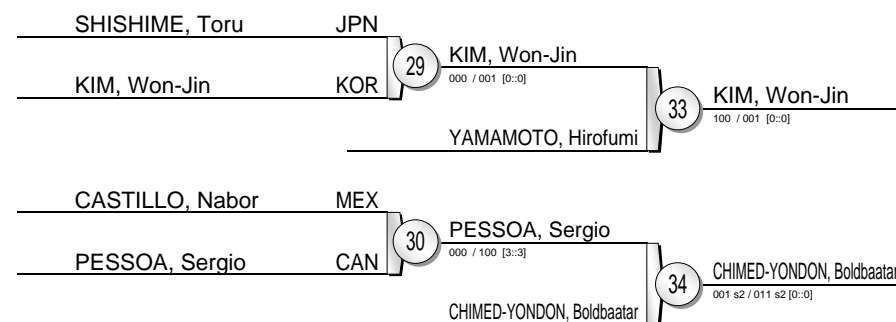 SHISHIME, Toru JPN
KIM, Won-Jin KOR
29
KIM, Won-Jin
000 / 001 [0::0]
YAMAMOTO, Hirofumi
33
KIM, Won-Jin
100 / 001 [0::0]
CASTILLO, Nabor MEX
PESSOA, Sergio CAN
30
PESSOA, Sergio
000 / 100 [3::3]
CHIMED-YONDON, Boldbaatar
34
CHIMED-YONDON, Boldbaatar
001 s2 / 011 s2 [0::0]